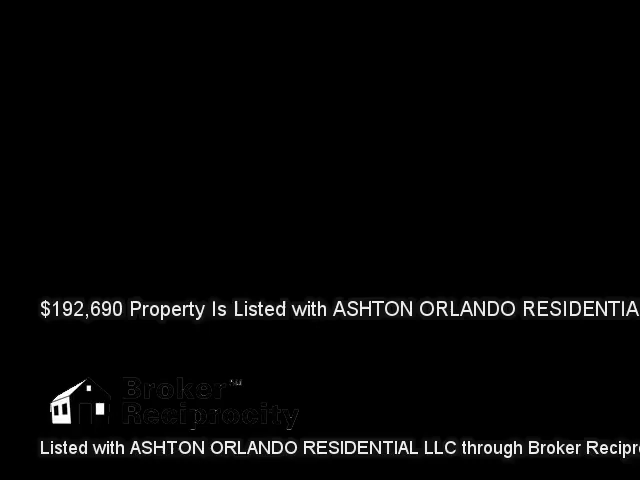 $192,690 Property Is Listed with ASHTON ORLANDO RESIDENTIA
Broker
Reciprocity
Listed with ASHTON ORLANDO RESIDENTIAL LLC through Broker Recipr